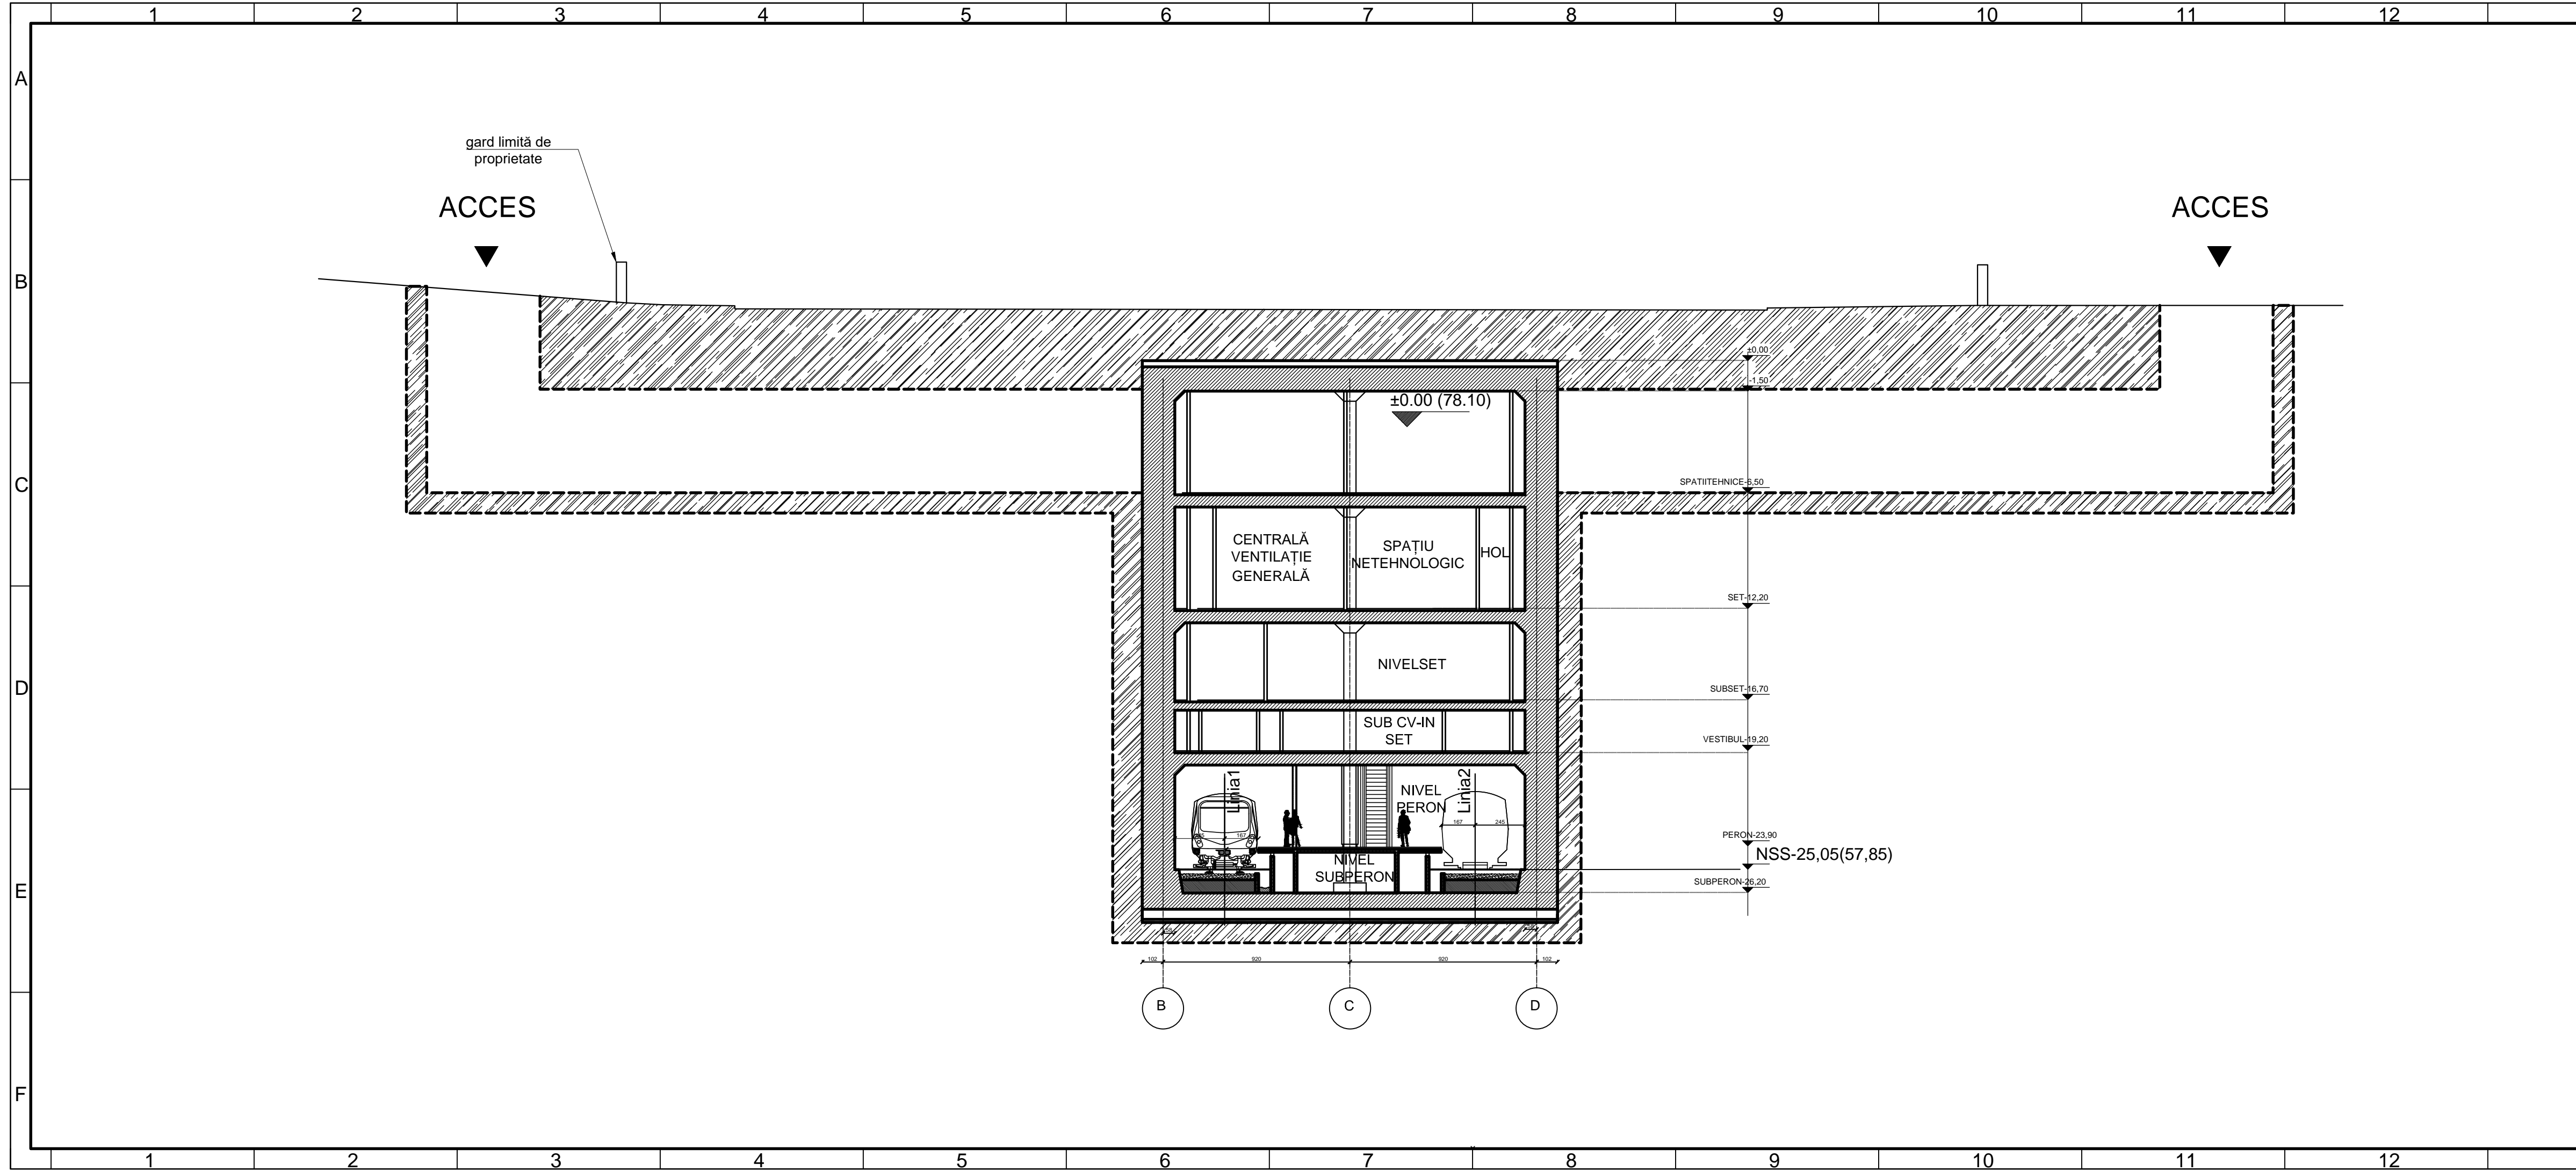 1 2 3 4 5 6 7 8 9 10 11 12
A
gard limită de
proprietate
ACCES
ACCES
B
±0.00
-1,50
±0.00 (78.10)
SPATIITEHNICE-6,50
C
CENTRALĂ
VENTILAȚIE
GENERALĂ
SPAȚIU
NETEHNOLOGIC
HOL
SET-12,20
NIVELSET
D
SUBSET-16,70
SUB CV-IN
SET
VESTIBUL-19,20
Linia1
Linia2
NIVEL
PERON
167
167
245
PERON-23,90
NSS-25,05(57,85)
NIVEL
SUBPERON
SUBPERON-26,20
E
102 920 920 102
B C D
F
1 2 3 4 5 6 7 8 9 10 11 12